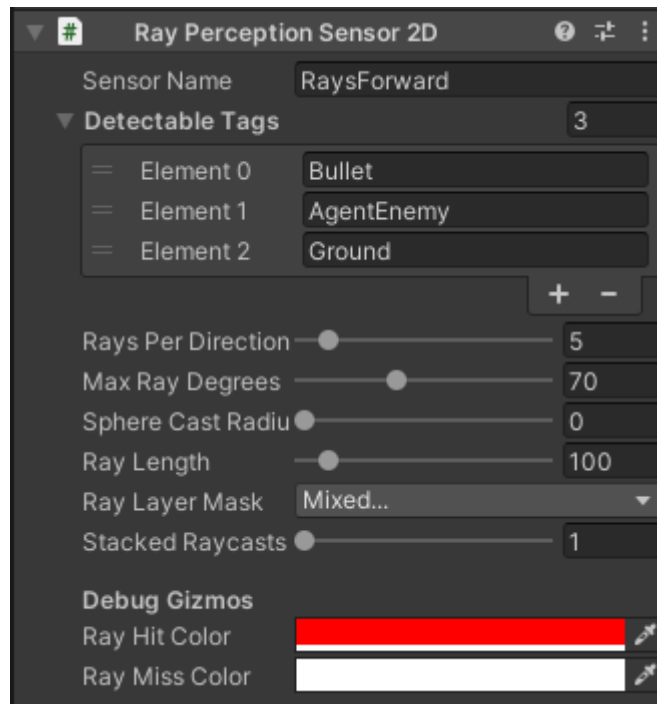 # Ray Perception Sensor 2D
Sensor Name RaysForward
Detectable Tags 3
Element 0 Bullet
Element 1 AgentEnemy
Element 2 Ground
+ -
Rays Per Direction 5
Max Ray Degrees 70
Sphere Cast Radiu 0
Ray Length 100
Ray Layer Mask Mixed...
Stacked Raycasts 1
Debug Gizmos
Ray Hit Color
Ray Miss Color